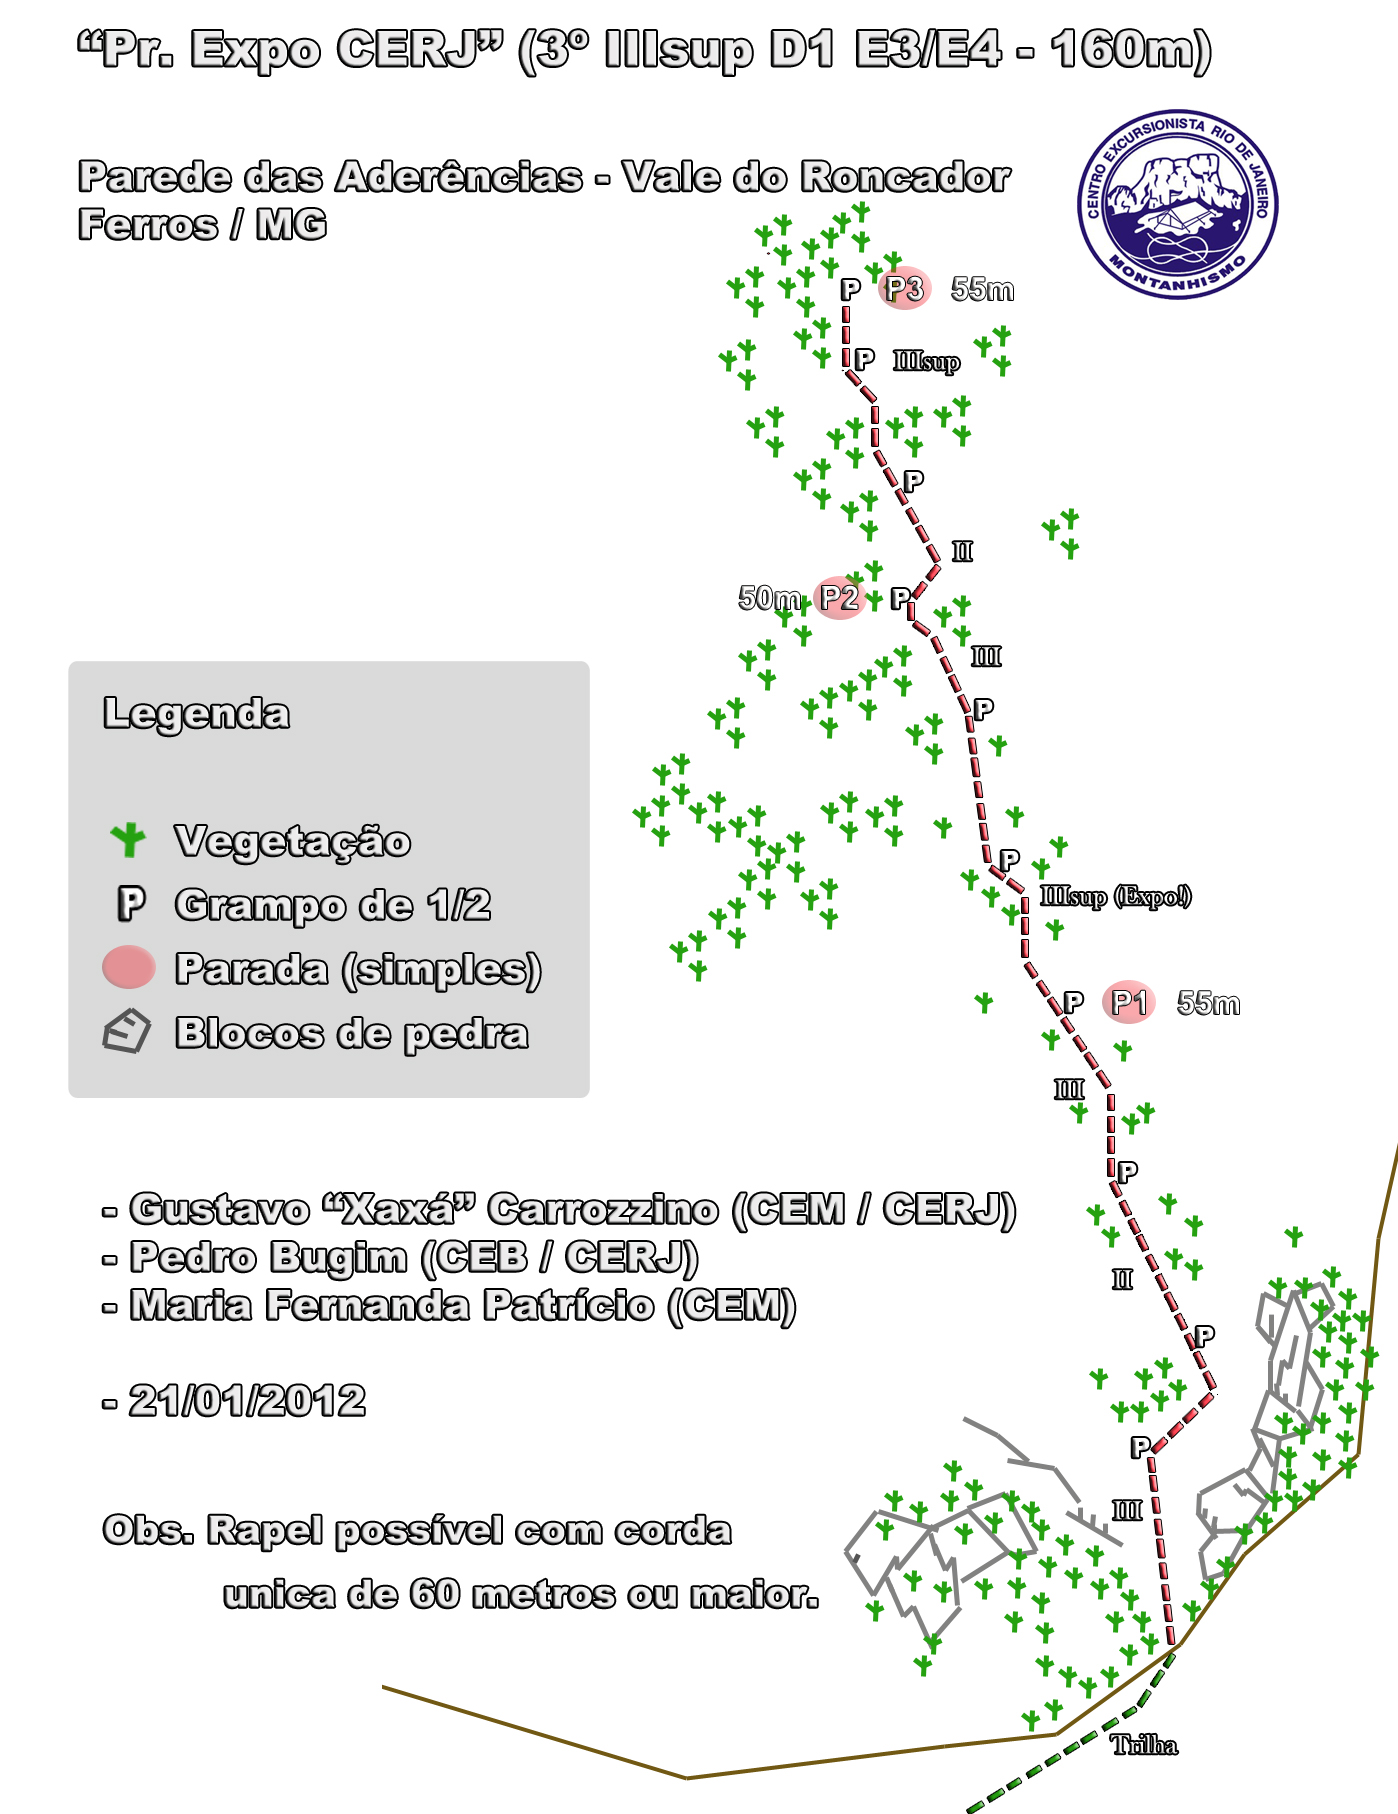 “Pr. Expo CERJ” (3º IIIsup D1 E3/E4 - 160m)
CENTRO EXCURSIONISTA RIO DE JANEIRO
MONTANHISMO
Parede das Aderências - Vale do Roncador
Ferros / MG
P P3 55m
P IIIsup
P
II
50m P2 P
III
P
P
IIIsup (Expo!)
P P1 55m
III
P
II
P
P
III
Trilha
Legenda
Vegetação
P Grampo de 1/2
Parada (simples)
Blocos de pedra
- Gustavo “Xaxá” Carrozzino (CEM / CERJ)
- Pedro Bugim (CEB / CERJ)
- Maria Fernanda Patrício (CEM)
- 21/01/2012
Obs. Rapel possível com corda
unica de 60 metros ou maior.